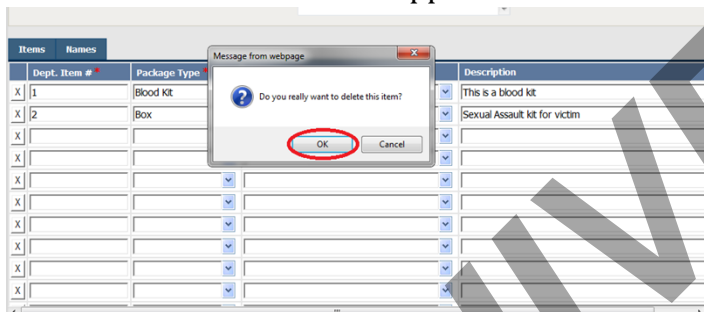 Items Names
Message from webpage
Dept. Item # * Package Type * Description
X 1 Blood Kit This is a blood kit
Do you really want to delete this item?
X 2 Box Sexual Assault kit for victim
X
OK Cancel
X
X
X
X
X
X
X